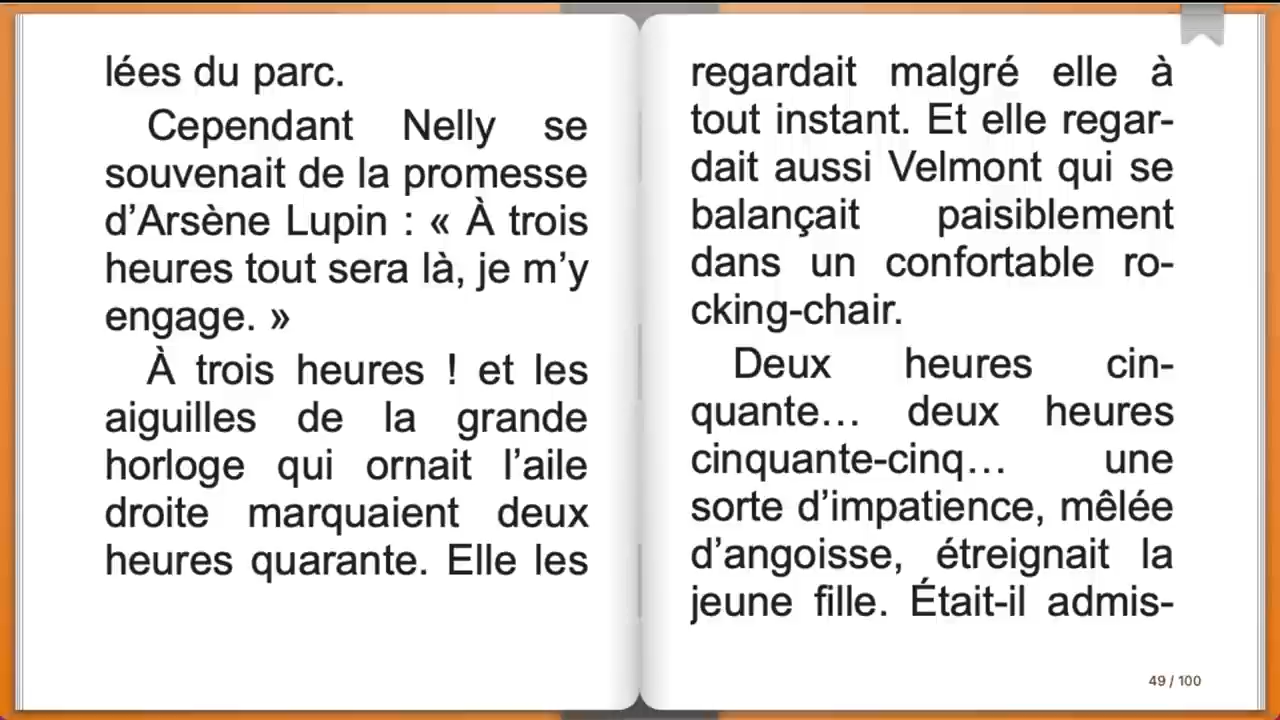 lées du parc.
Cependant Nelly se
souvenait de la promesse
d’Arsène Lupin : « À trois
heures tout sera là, je m’y
engage. »
À trois heures ! et les
aiguilles de la grande
horloge qui ornait l’aile
droite marquaient deux
heures quarante. Elle les
regardait malgré elle à
tout instant. Et elle regar-
dait aussi Velmont qui se
balançait paisiblement
dans un confortable ro-
cking-chair.
Deux heures cin-
quante… deux heures
cinquante-cinq… une
sorte d’impatience, mêlée
d’angoisse, étreignait la
jeune fille. Était-il admis-
49 / 100